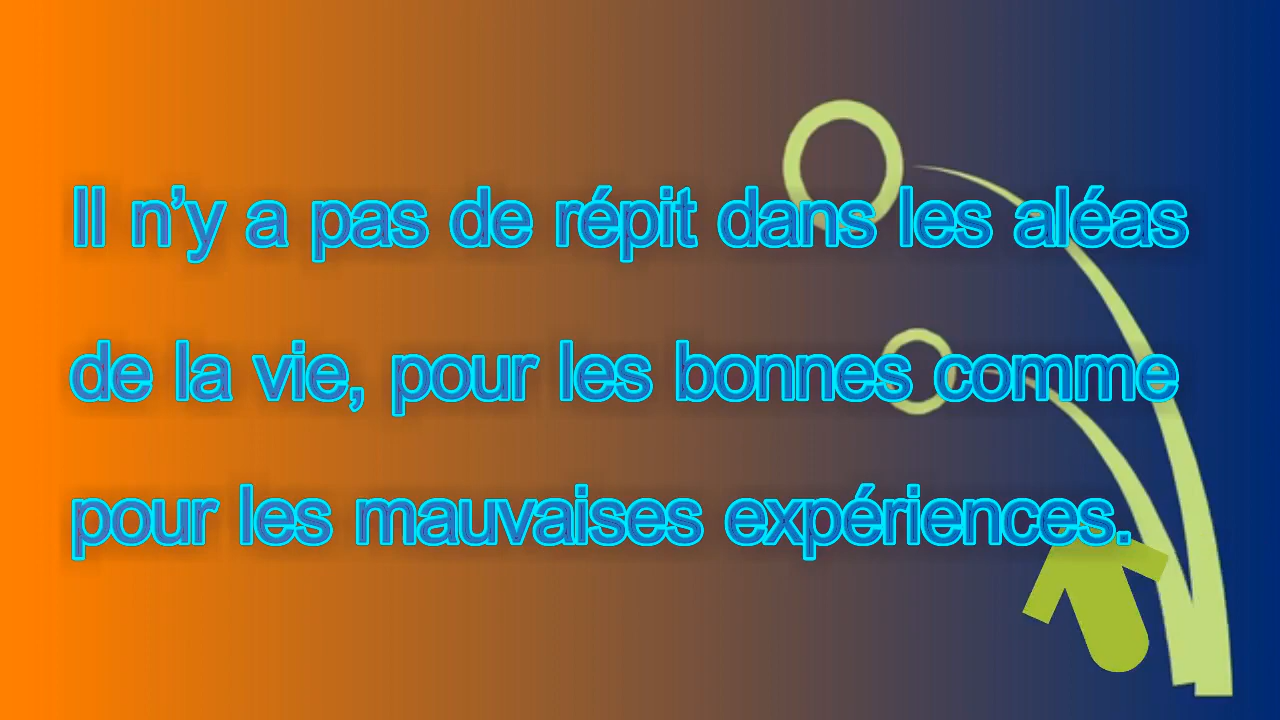 Il n’y a pas de répit dans les aléas
de la vie, pour les bonnes comme
pour les mauvaises expériences.